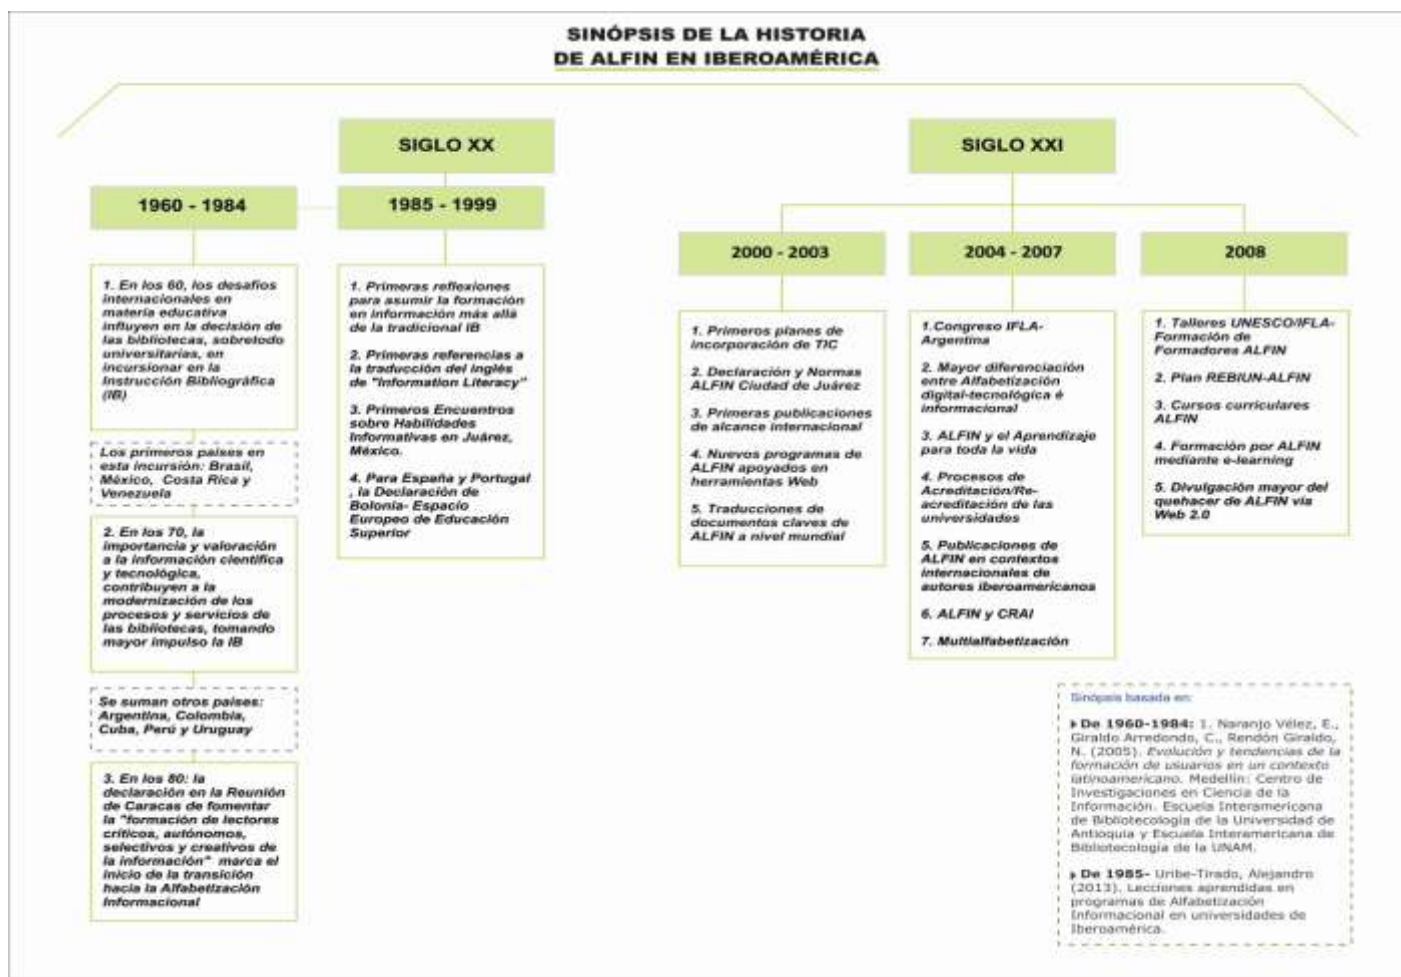 SINÓPSIS DE LA HISTORIA
DE ALFIN EN IBEROAMÉRICA
SIGLO XX
1960 - 1984
1. En los 60, los desafíos
internacionales en
matería educativa
influyen en la decisión de
las bibliotecas, sobretodo
universitarias, en
incursionar en la
Instrucción Bibliográfica
(IB)
Los primeros países en
esta incursión: Brasil,
México, Costa Rica y
Venezuela
2. En los 70, la
importancia y valoración
a la información científica
y tecnológica,
contribuyen a la
modernización de los
procesos y servicios de
las bibliotecas, tomando
mayor impulso la IB
Se suman otros países:
Argentina, Colombia,
Cuba, Perú y Uruguay
3. En los 80: la
declaración en la Reunión
de Caracas de fomentar
la "formación de lectores
críticos, autónomos,
selectivos y creativos de
la información" marca el
inicio de la transición
hacia la Alfabetización
Informacional
1985 - 1999
1. Primeras reflexiones
para asumir la formación
en información más allá
de la tradicional IB
2. Primeras referencias a
la traducción del inglés
de "Information Literacy"
3. Primeros Encuentros
sobre Habilidades
Informativas en Juárez,
México.
4. Para España y Portugal
, la Declaración de
Bolonia- Espacio
Europeo de Educación
Superior
SIGLO XXI
2000 - 2003
1. Primeros planes de
incorporación de TIC
2. Declaración y Normas
ALFIN Ciudad de Juárez
3. Primeras publicaciones
de alcance internacional
4. Nuevos programas de
ALFIN apoyados en
herramientas Web
5. Traducciones de
documentos claves de
ALFIN a nivel mundial
2004 - 2007
1.Congreso IFLA-
Argentina
2. Mayor diferenciación
entre Alfabetización
digital-tecnológica é
informacional
3. ALFIN y el Aprendizaje
para toda la vida
4. Procesos de
Acreditación/Re-
acreditación de las
universidades
5. Publicaciones de
ALFIN en contextos
internacionales de
autores iberoamericanos
6. ALFIN y CRAI
7. Multialfabetización
2008
1. Talleres UNESCO/IFLA-
Formación de
Formadores ALFIN
2. Plan REBIUN-ALFIN
3. Cursos curriculares
ALFIN
4. Formación por ALFIN
mediante e-learning
5. Divulgación mayor del
quehacer de ALFIN vía
Web 2.0
Sinópsis basada en:
De 1960-1984: 1. Naranjo Vélez, E.,
Giraldo Arredondo, C., Rendón Giraldo,
N. (2005). Evolución y tendencias de la
formación de usuarios en un contexto
latinoamericano. Medellín: Centro de
Investigaciones en Ciencia de la
Información. Escuela Interamericana
de Bibliotecología de la Universidad de
Antioquia y Escuela Interamericana de
Bibliotecología de la UNAM.
De 1985- Uribe-Tirado, Alejandro
(2013). Lecciones aprendidas en
programas de Alfabetización
Informacional en universidades de
Iberoamérica.